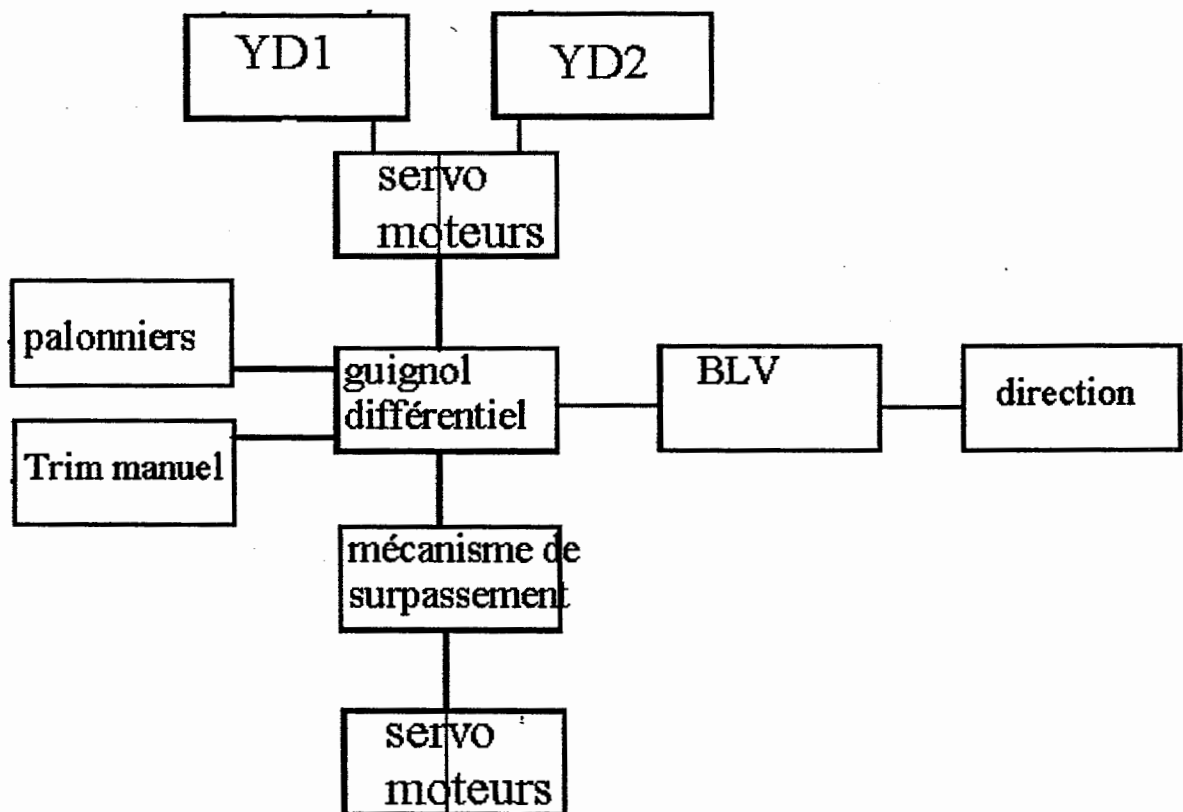 YD1
YD2
servo
moteurs
palonniers
guignol
différentiel
BLV
direction
Trim manuel
mécanisme de
surpassement
servo
moteurs